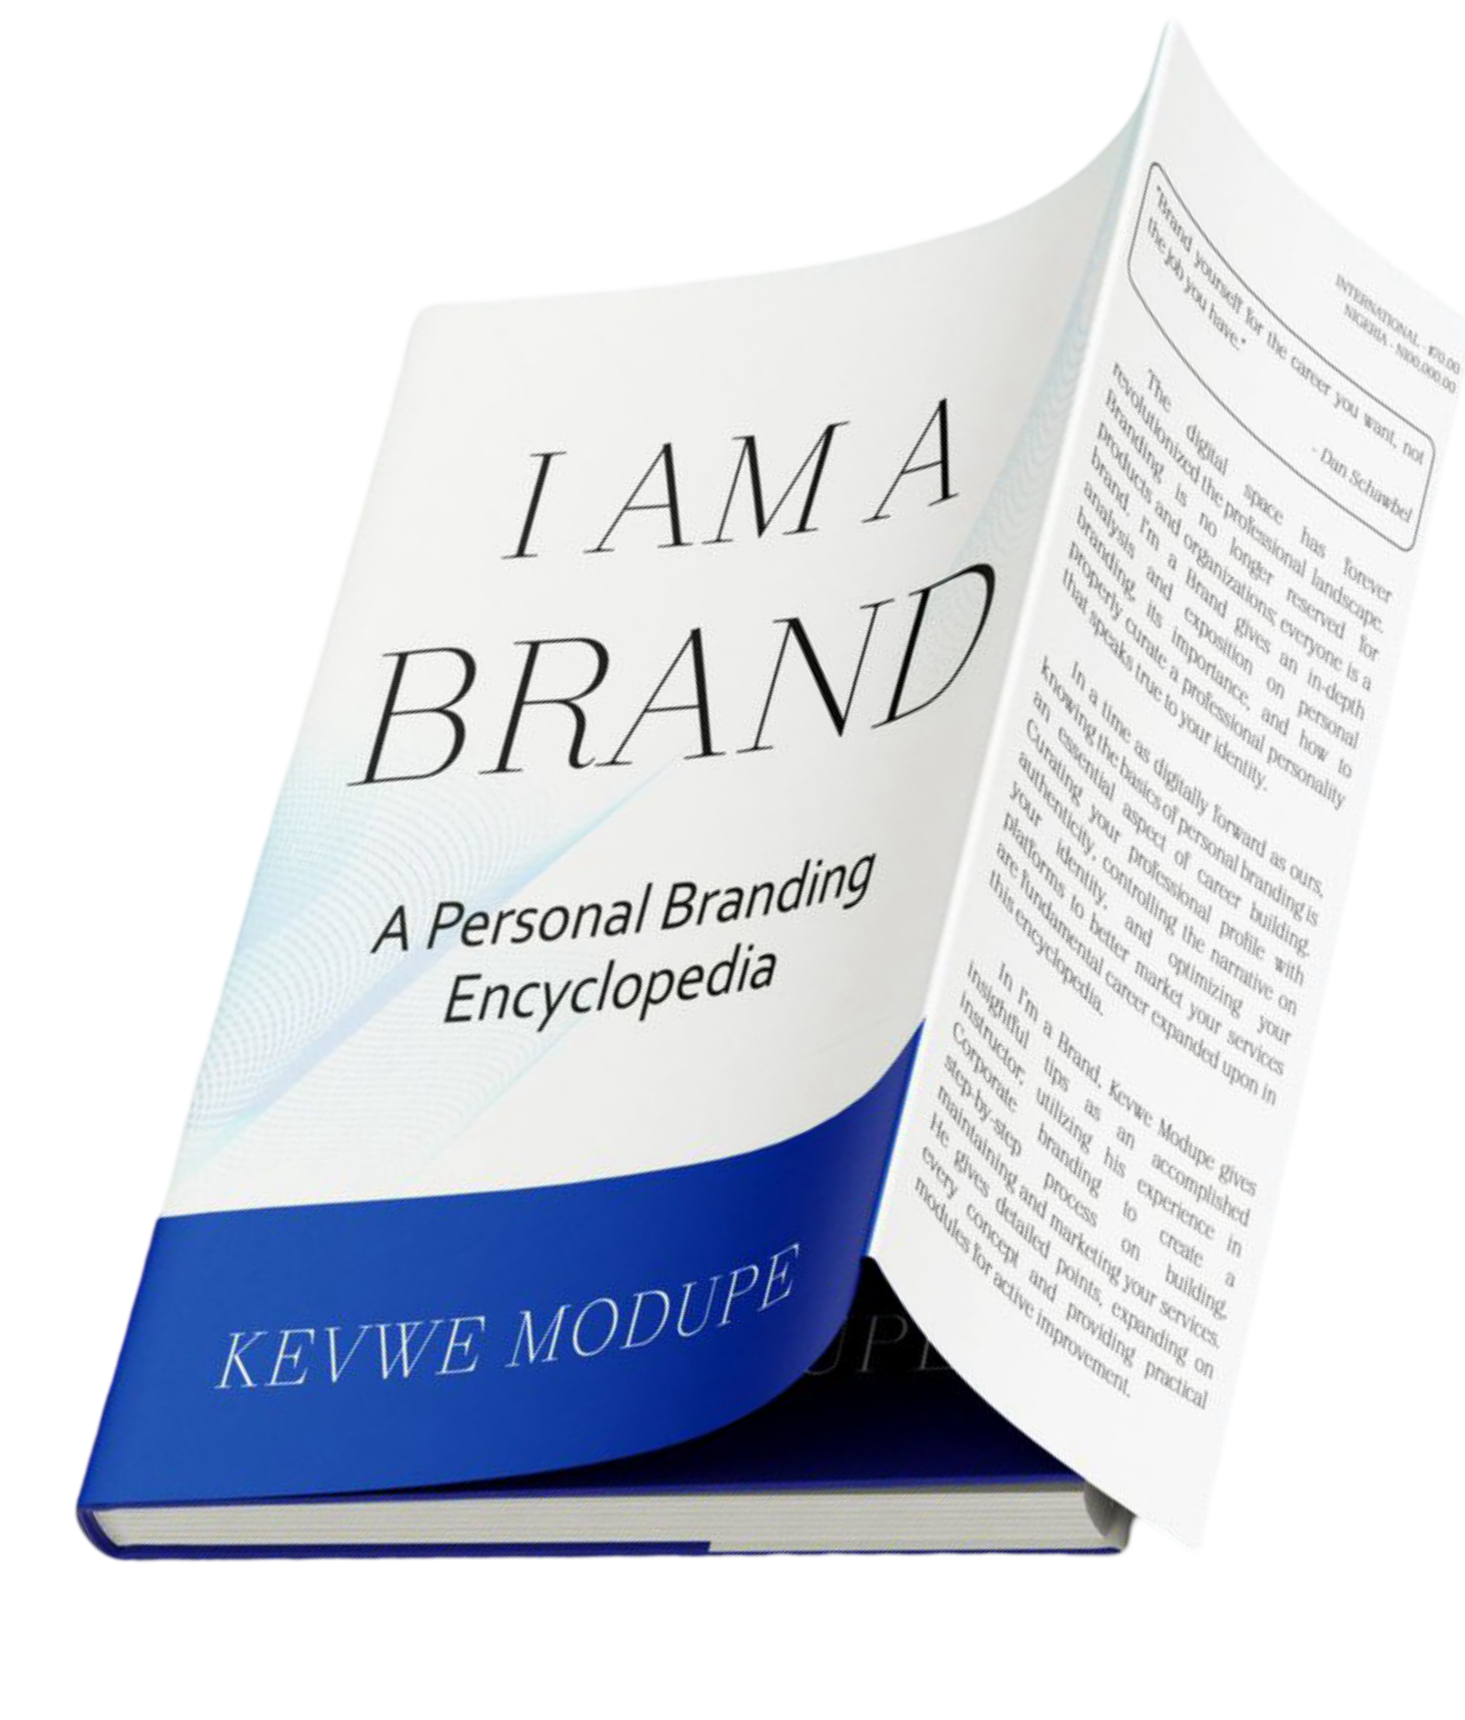 I AM A
BRAND
A Personal Branding
Encyclopedia
KEVWE MODUPE
UPE
INTERNATIONAL - $70.00
NIGERIA - N100,000.00
"Brand yourself for the career you want, not
the job you have."
- Dan Schawbel
The digital space has forever
revolutionized the professional landscape.
Branding is no longer reserved for
products and organizations; everyone is a
brand. I'm a Brand gives an in-depth
analysis and exposition on personal
branding, its importance, and how to
properly curate a professional personality
that speaks true to your identity.
In a time as digitally forward as ours,
knowing the basics of personal branding is
an essential aspect of career building.
Curating your professional profile with
authenticity, controlling the narrative on
your identity, and optimizing your
platforms to better market your services
are fundamental career expanded upon in
this encyclopedia.
In I'm a Brand, Kevwe Modupe gives
insightful tips as an accomplished
instructor; utilizing his experience in
Corporate branding to create a
step-by-step process on building,
maintaining and marketing your services.
He gives detailed points, expanding on
every concept and providing practical
modules for active improvement.